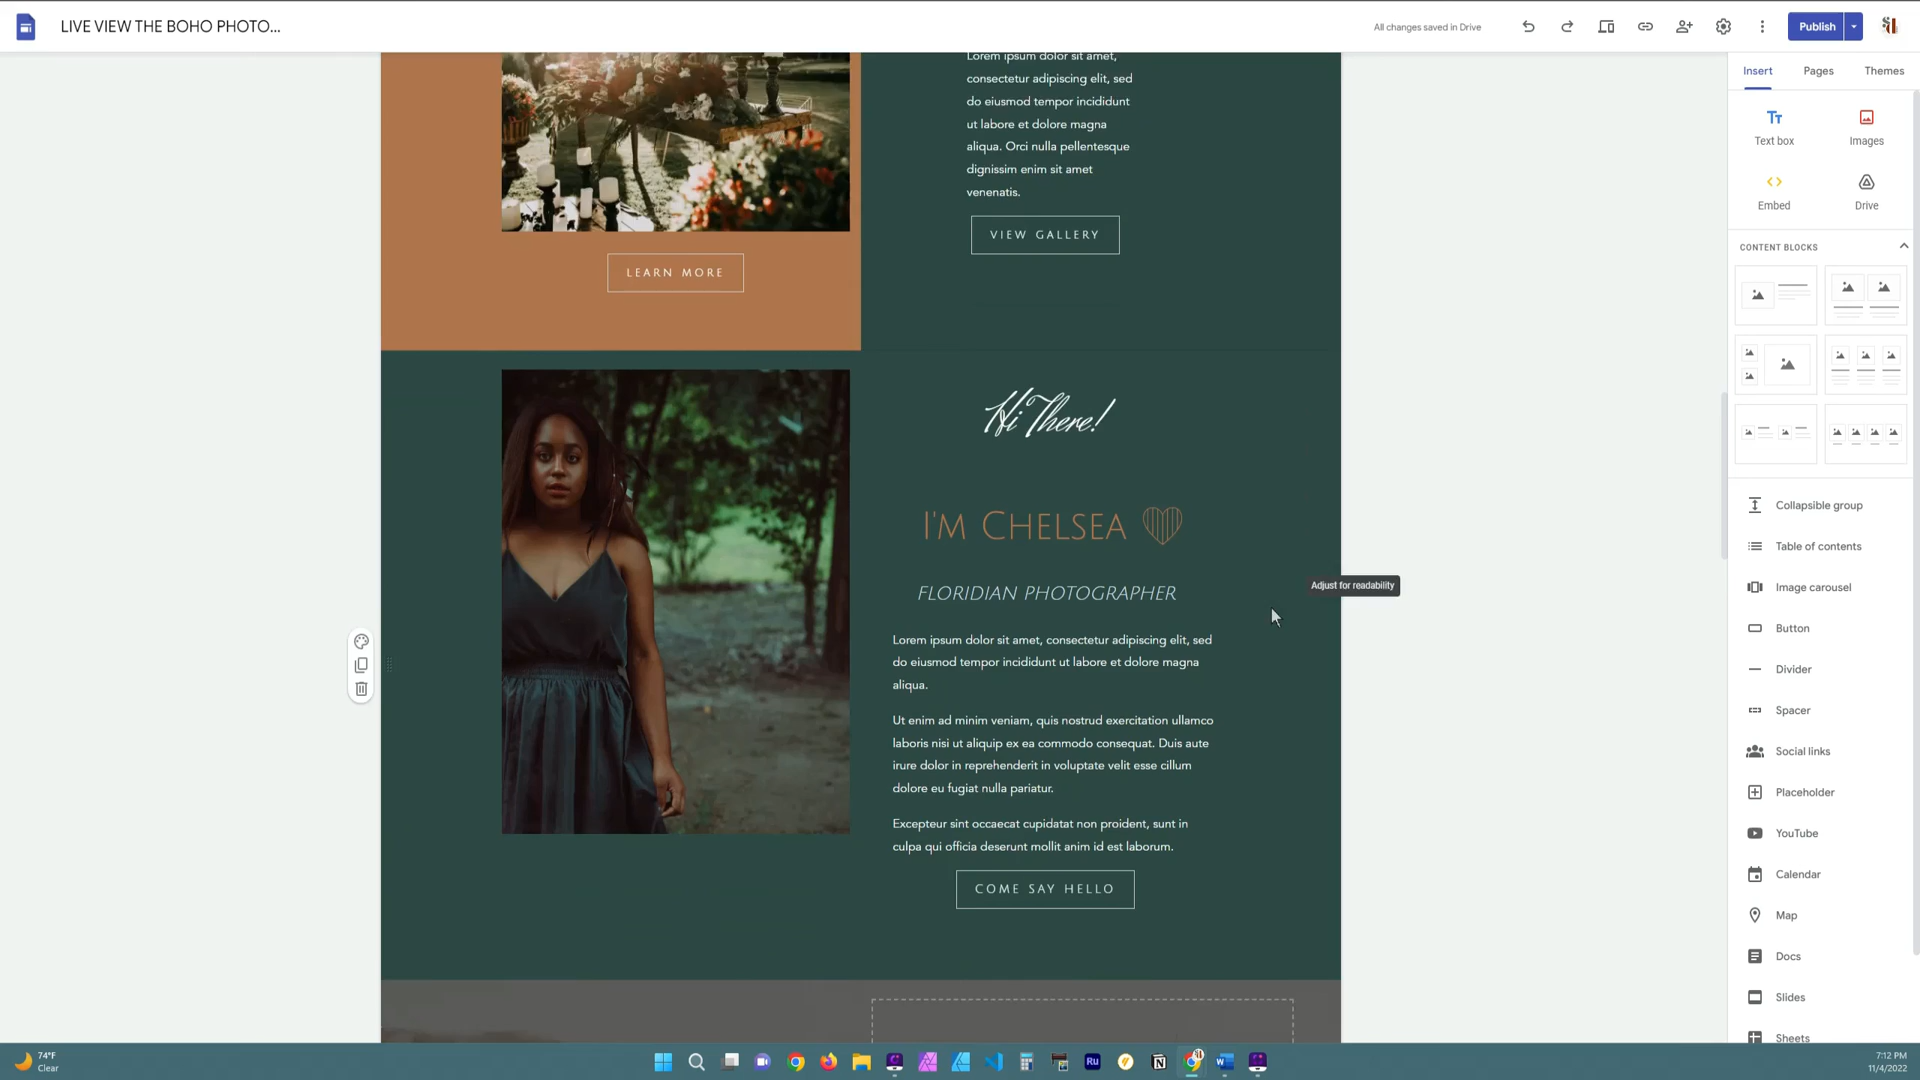 LIVE VIEW THE BOHO PHOTO...
All changes saved in Drive
Publish
Insert
Pages
Themes
Text box
Images
Embed
Drive
CONTENT BLOCKS
Collapsible group
Table of contents
Image carousel
Button
Divider
Spacer
Social links
Placeholder
YouTube
Calendar
Map
Docs
Slides
Sheets
Lorem ipsum dolor sit amet,
consectetur adipiscing elit, sed
do eiusmod tempor incididunt
ut labore et dolore magna
aliqua. Orci nulla pellentesque
dignissim enim sit amet
venenatis.
VIEW GALLERY
LEARN MORE
Hi There!
I'M CHELSEA
FLORIDIAN PHOTOGRAPHER
Adjust for readability
Lorem ipsum dolor sit amet, consectetur adipiscing elit, sed
do eiusmod tempor incididunt ut labore et dolore magna
aliqua.
Ut enim ad minim veniam, quis nostrud exercitation ullamco
laboris nisi ut aliquip ex ea commodo consequat. Duis aute
irure dolor in reprehenderit in voluptate velit esse cillum
dolore eu fugiat nulla pariatur.
Excepteur sint occaecat cupidatat non proident, sunt in
culpa qui officia deserunt mollit anim id est laborum.
COME SAY HELLO
74°F
Clear
Ru
7:12 PM
11/4/2022